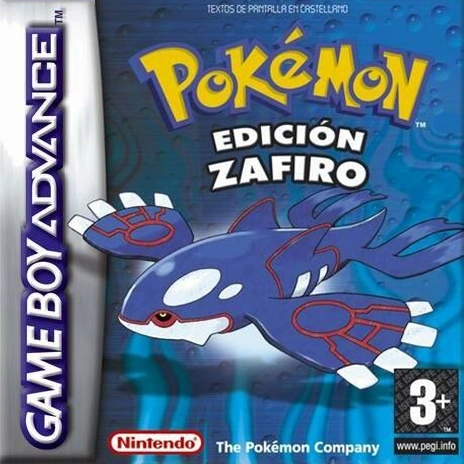 TEXTOS DE PANTALLA EN CASTELLANO
POKéMON
™
EDICIÓN
ZAFIRO
GAME BOY ADVANCE
3+
www.pegi.info
Nintendo
The Pokémon Company